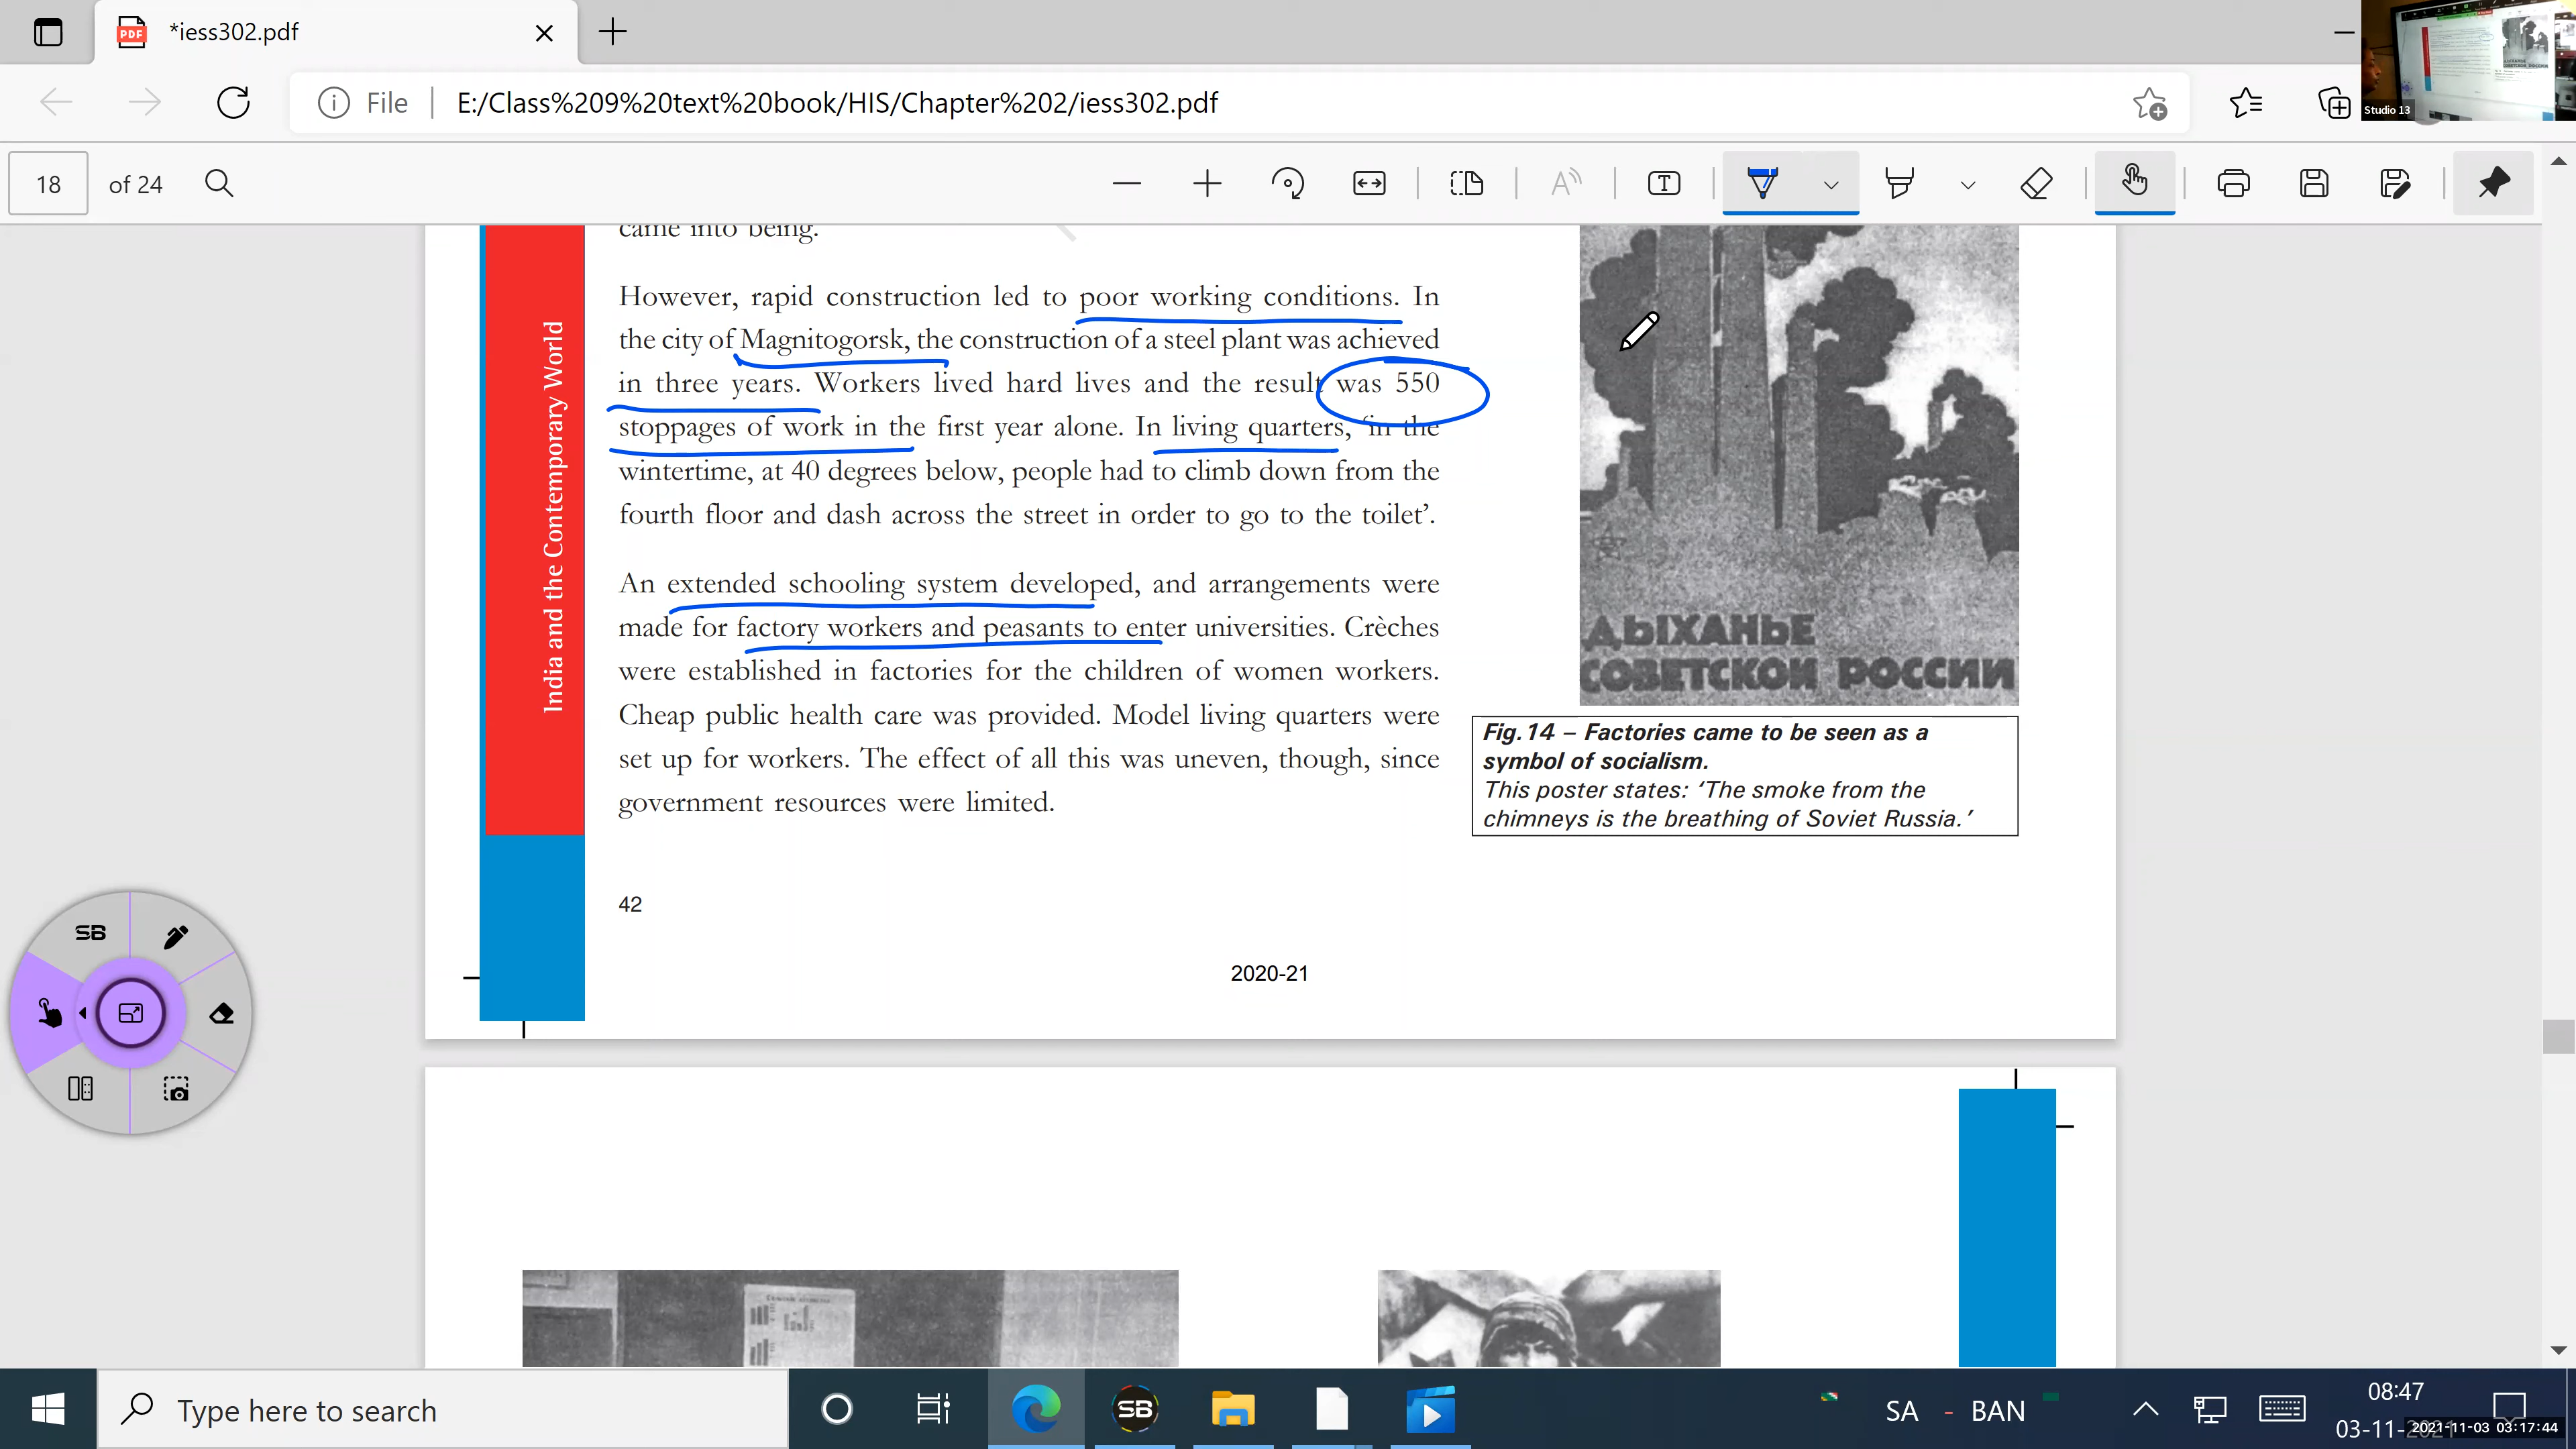 *iess302.pdf
File
E:/Class%209%20text%20book/HIS/Chapter%202/iess302.pdf
Studio 13
18 of 24
came into being.
However, rapid construction led to poor working conditions. In
the city of Magnitogorsk, the construction of a steel plant was achieved
in three years. Workers lived hard lives and the result was 550
stoppages of work in the first year alone. In living quarters, ‘in the
wintertime, at 40 degrees below, people had to climb down from the
fourth floor and dash across the street in order to go to the toilet’.
An extended schooling system developed, and arrangements were
made for factory workers and peasants to enter universities. Crèches
were established in factories for the children of women workers.
Cheap public health care was provided. Model living quarters were
set up for workers. The effect of all this was uneven, though, since
government resources were limited.
India and the Contemporary World
ДЫХАНЬЕ
СОВЕТСКОЙ РОССИИ
Fig.14 – Factories came to be seen as a
symbol of socialism.
This poster states: ‘The smoke from the
chimneys is the breathing of Soviet Russia.’
42
2020-21
SB
Type here to search
SB
SA - BAN
08:47
03-11-2021
2021-11-03 03:17:44